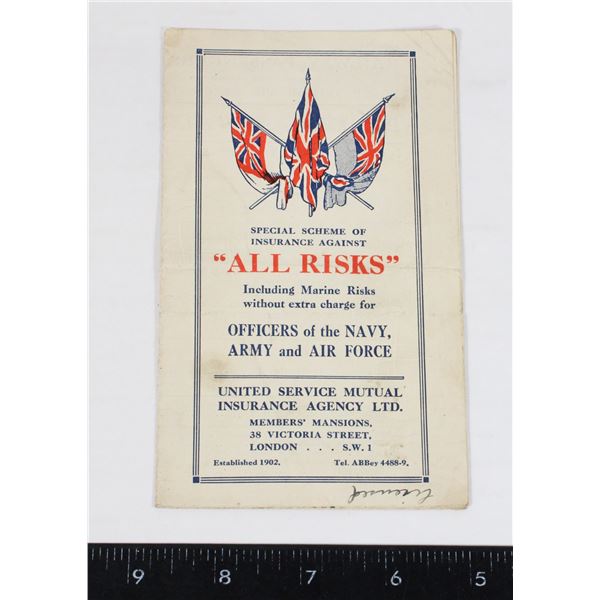 SPECIAL SCHEME OF
INSURANCE AGAINST
“ALL RISKS”
Including Marine Risks
without extra charge for
OFFICERS of the NAVY,
ARMY and AIR FORCE
UNITED SERVICE MUTUAL
INSURANCE AGENCY LTD.
MEMBERS' MANSIONS,
38 VICTORIA STREET,
LONDON . . . S.W. 1
Established 1902. Tel. ABBey 4488-9.
9 8 7 6 5